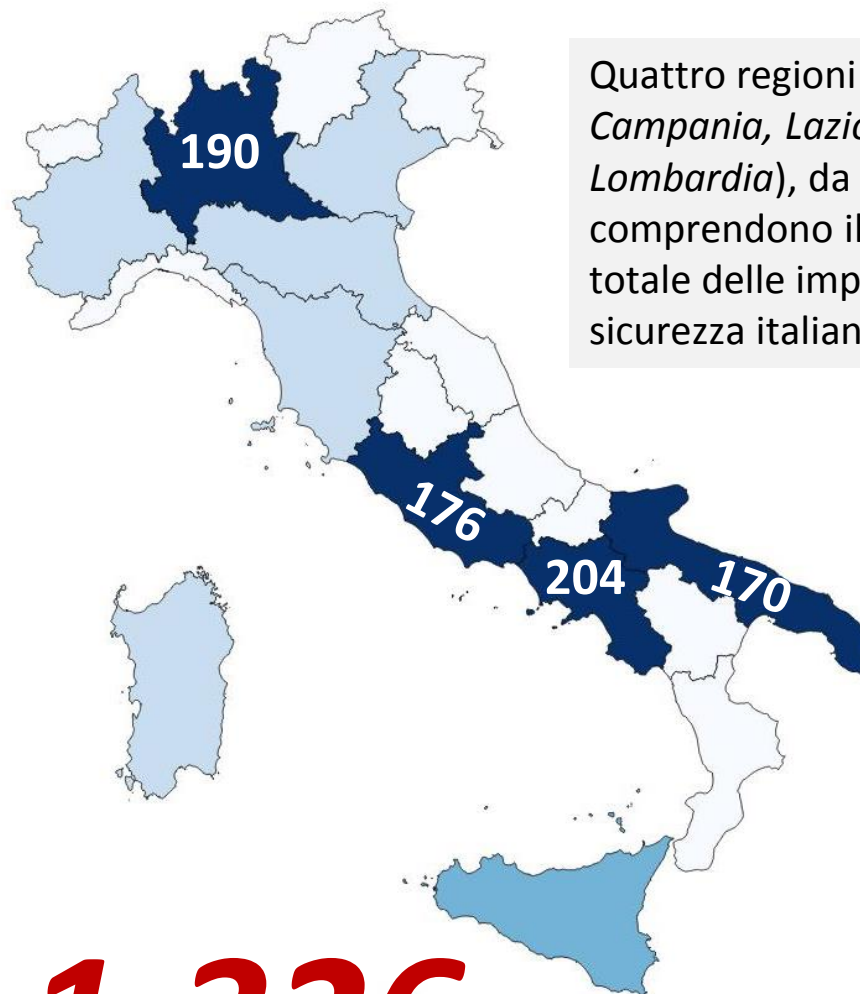 Quattro regioni
Campania, Lazio
Lombardia), da
comprendono il
totale delle imp
sicurezza italian
190
176
204
170